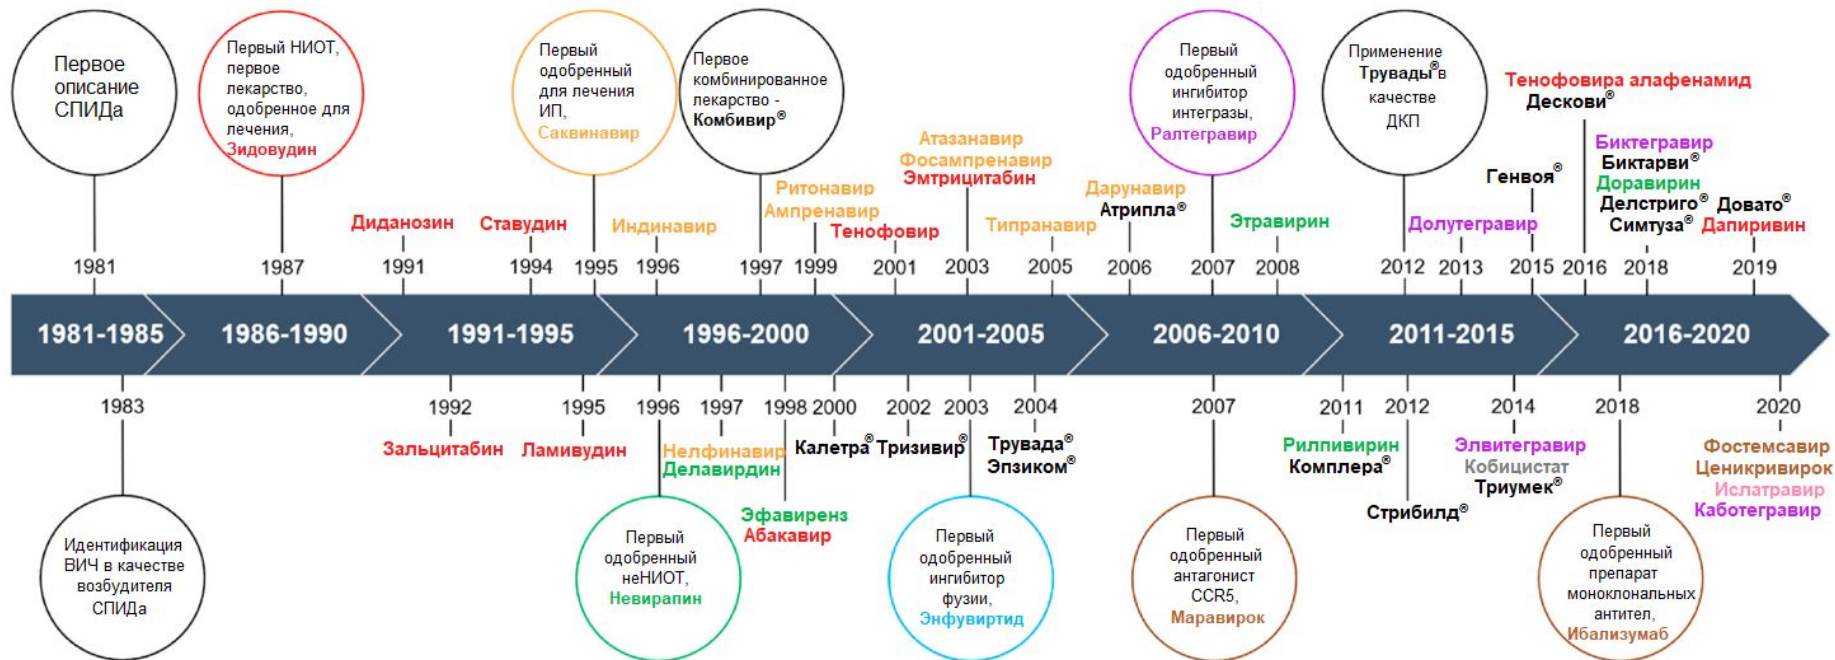 Первое
описание
СПИДа
Первый НИОТ,
первое
лекарство,
одобренное для
лечения,
Зидовудин
Первый
одобренный
для лечения
ИП,
Саквинавир
Первое
комбинированное
лекарство -
Комбивир®
Первый
одобренный
ингибитор
интегразы,
Ралтегравир
Применение
Трувады® в
качестве
ДКП
Диданозин
Ставудин
Индинавир
Ритонавир
Ампренавир
Тенофовир
Атазанавир
Фосампренавир
Эмтрицитабин
Типранавир
Дарунавир
Атрипла®
Этравирин
Долутегравир
Генвоя®
Тенофовира алафенамид
Дескови®
Биктегравир
Биктарви®
Доравирин
Делстриго®
Симтуза®
Довато®
Дапиривин
1981 1987 1991 1994 1995 1996 1997 1999 2001 2003 2005 2006 2007 2008 2012 2013 2015 2016 2018 2019
1981-1985 1986-1990 1991-1995 1996-2000 2001-2005 2006-2010 2011-2015 2016-2020
1983 1992 1995 1996 1997 1998 2000 2002 2003 2004 2007 2011 2012 2014 2018 2020
Зальцитабин
Ламивудин
Нелфинавир
Делавирдин
Эфавиренз
Абакавир
Калетра®
Тризивир®
Трувада®
Эпзиком®
Рилпивирин
Комплера®
Стрибилд®
Элвитегравир
Кобицистат
Триумек®
Фостемсавир
Ценикривирок
Ислатравир
Каботегравир
Идентификация
ВИЧ в качестве
возбудителя
СПИДа
Первый
одобренный
неНИОТ,
Невирапин
Первый
одобренный
ингибитор
фузии,
Энфувиртид
Первый
одобренный
антагонист
CCR5,
Маравирок
Первый
одобренный
препарат
моноклональных
антител,
Ибализумаб